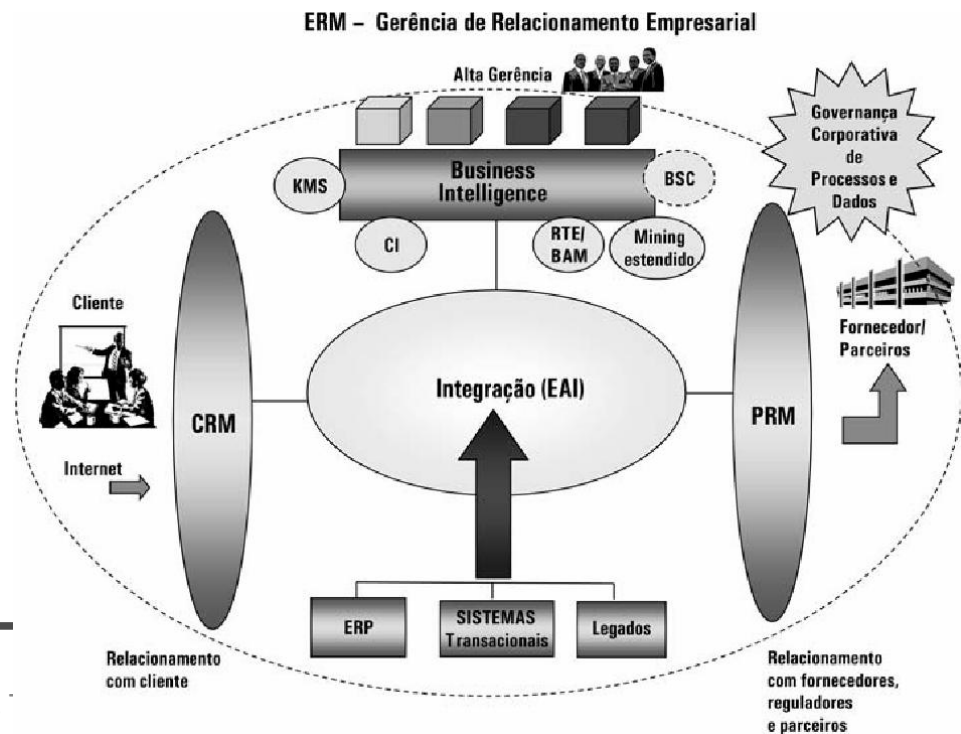 ERM – Gerência de Relacionamento Empresarial
Alta Gerência
Governança
Corporativa
de
Processos e
Dados
Business
Intelligence
KMS
BSC
CI
RTE/
BAM
Mining
estendido
Cliente
Fornecedor/
Parceiros
Integração (EAI)
CRM
PRM
Internet
ERP
SISTEMAS
Transacionais
Legados
Relacionamento
com cliente
Relacionamento
com fornecedores,
reguladores
e parceiros